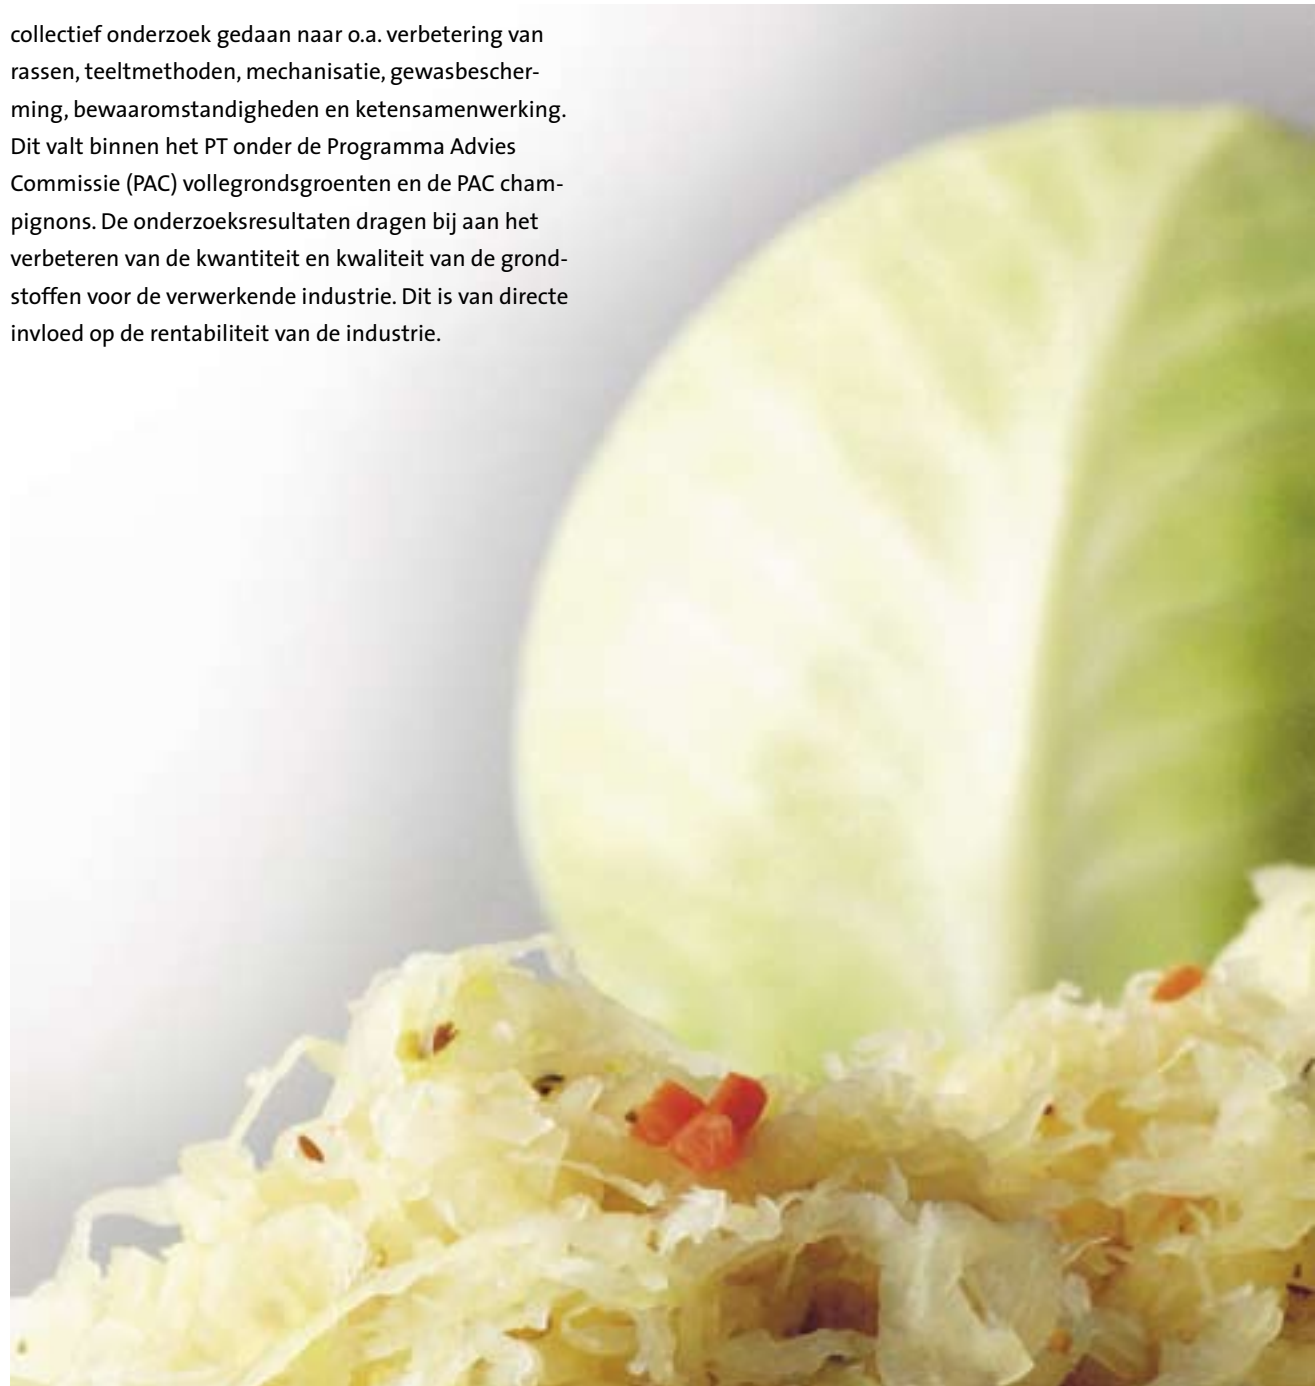 collectief onderzoek gedaan naar o.a. verbetering van
rassen, teeltmethoden, mechanisatie, gewasbescher-
ming, bewaaromstandigheden en ketensamenwerking.
Dit valt binnen het PT onder de Programma Advies
Commissie (PAC) vollegrondsgroenten en de PAC cham-
pignons. De onderzoeksresultaten dragen bij aan het
verbeteren van de kwantiteit en kwaliteit van de grond-
stoffen voor de verwerkende industrie. Dit is van directe
invloed op de rentabiliteit van de industrie.